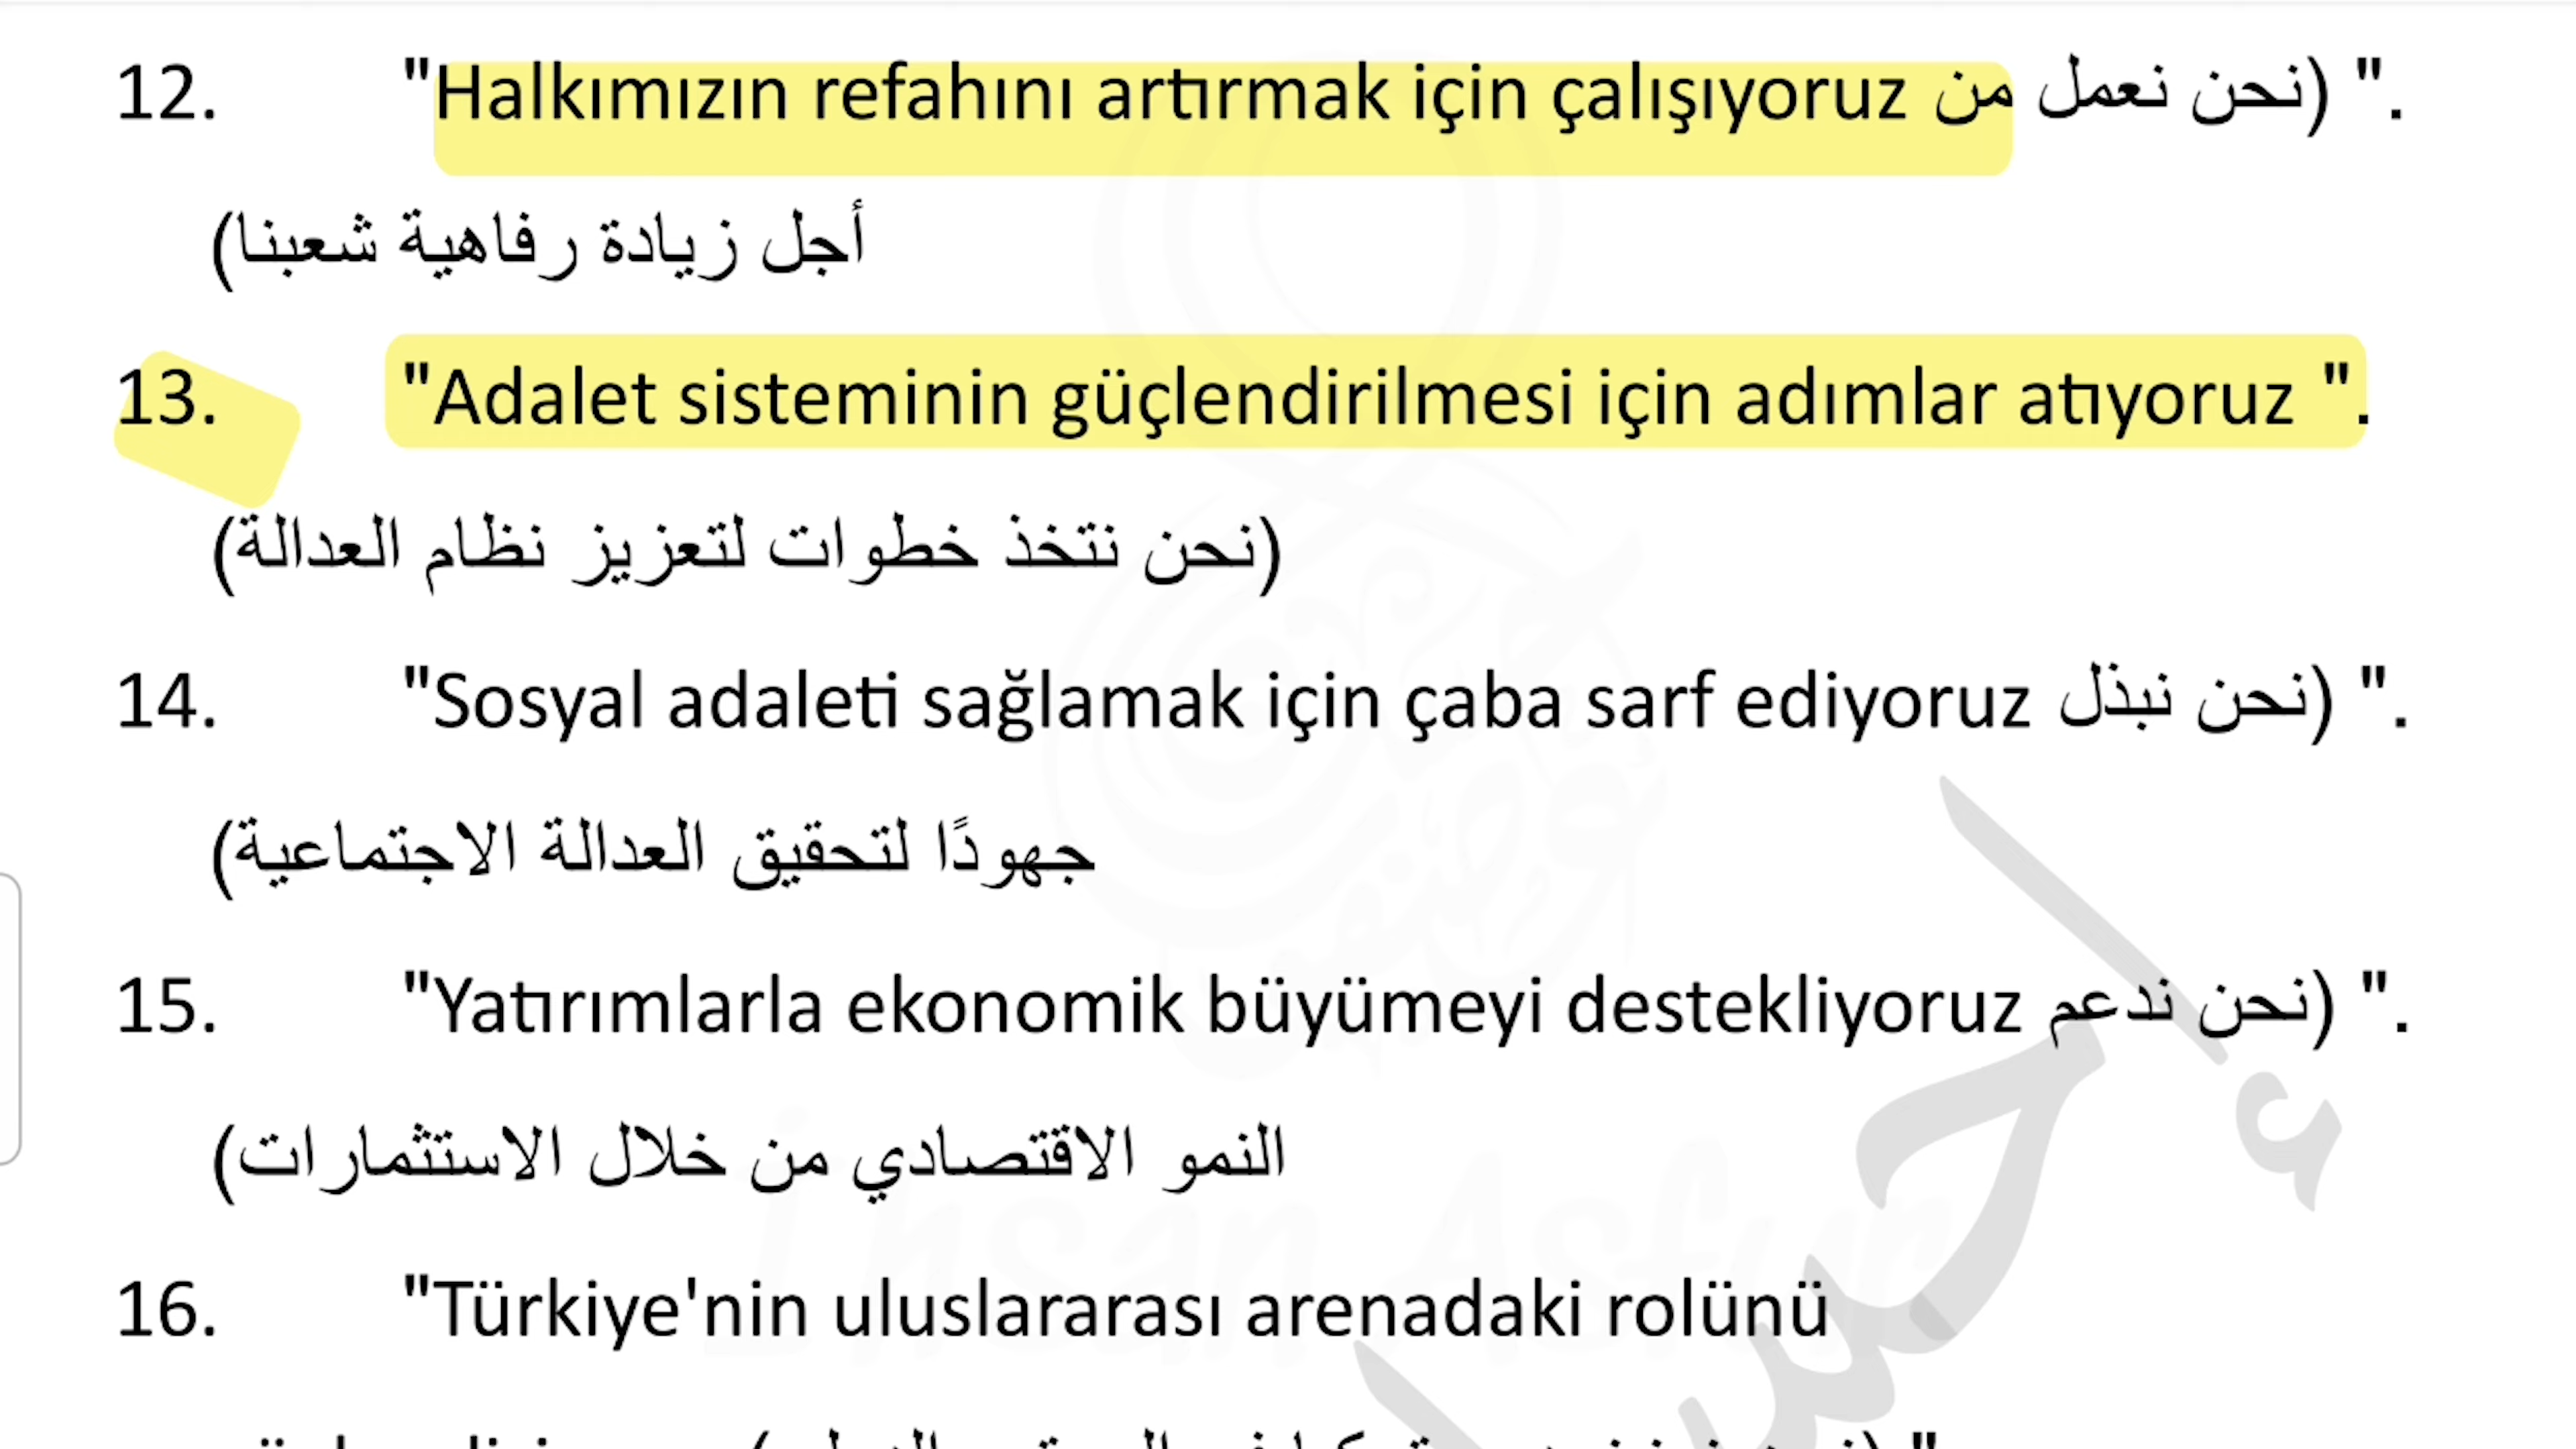 12. "Halkımızın refahını artırmak için çalışıyoruz ." (نحن نعمل من
أجل زيادة رفاهية شعبنا)
13. "Adalet sisteminin güçlendirilmesi için adımlar atıyoruz ".
(نحن نتخذ خطوات لتعزيز نظام العدالة)
14. "Sosyal adaleti sağlamak için çaba sarf ediyoruz ." (نحن نبذل
جهودًا لتحقيق العدالة الاجتماعية)
15. "Yatırımlarla ekonomik büyümeyi destekliyoruz ." (نحن ندعم
النمو الاقتصادي من خلال الاستثمارات)
16. "Türkiye'nin uluslararası arenadaki rolünü
İhsan Asfur